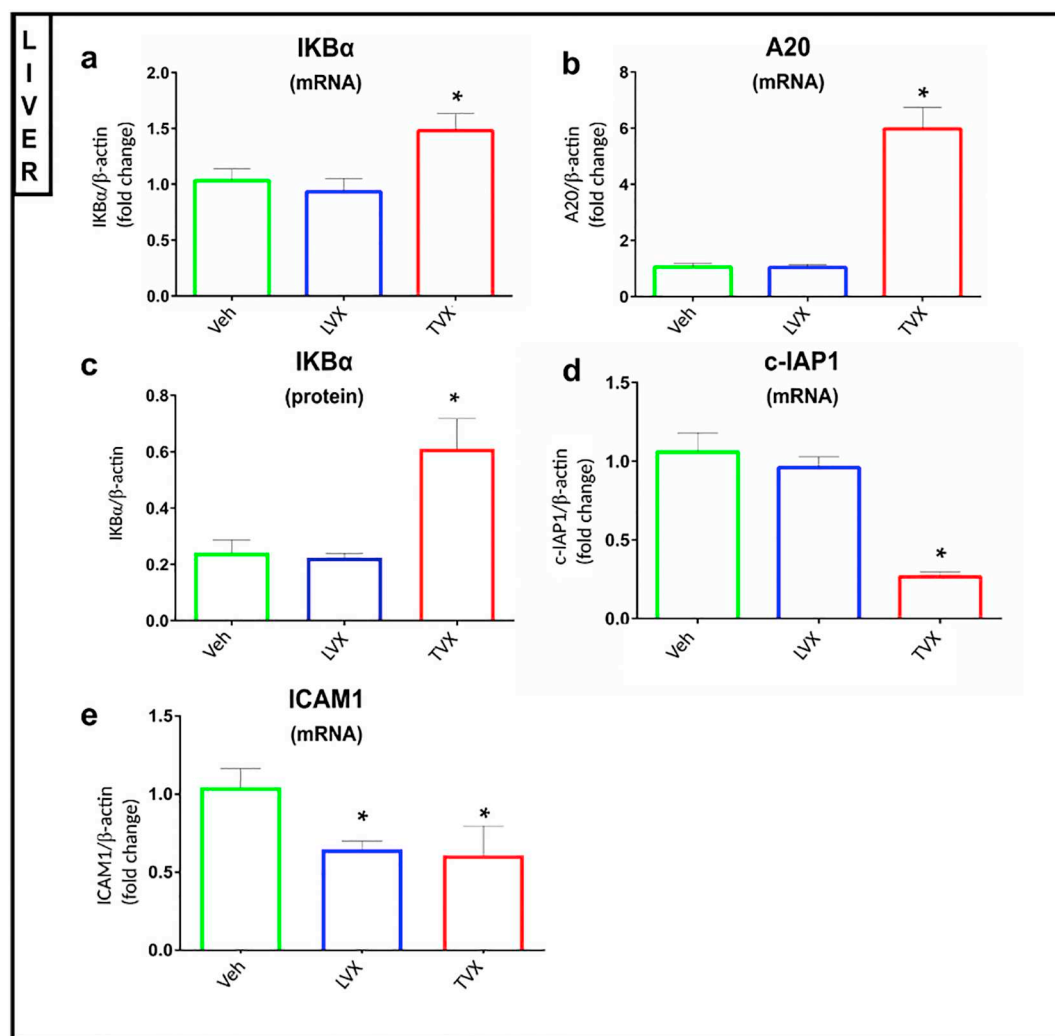 L
I
V
E
R
a
IKBα
(mRNA)
IKBα/β-actin
(fold change)
2.0
1.5
1.0
0.5
0.0
*
Veh
LVX
TVX
b
A20
(mRNA)
A20/β-actin
(fold change)
8
6
4
2
0
*
Veh
LVX
TVX
c
IKBα
(protein)
IKBα/β-actin
0.8
0.6
0.4
0.2
0.0
*
Veh
LVX
TVX
d
c-IAP1
(mRNA)
c-IAP1/β-actin
(fold change)
1.5
1.0
0.5
0.0
*
Veh
LVX
TVX
e
ICAM1
(mRNA)
ICAM1/β-actin
(fold change)
1.5
1.0
0.5
0.0
*
*
Veh
LVX
TVX